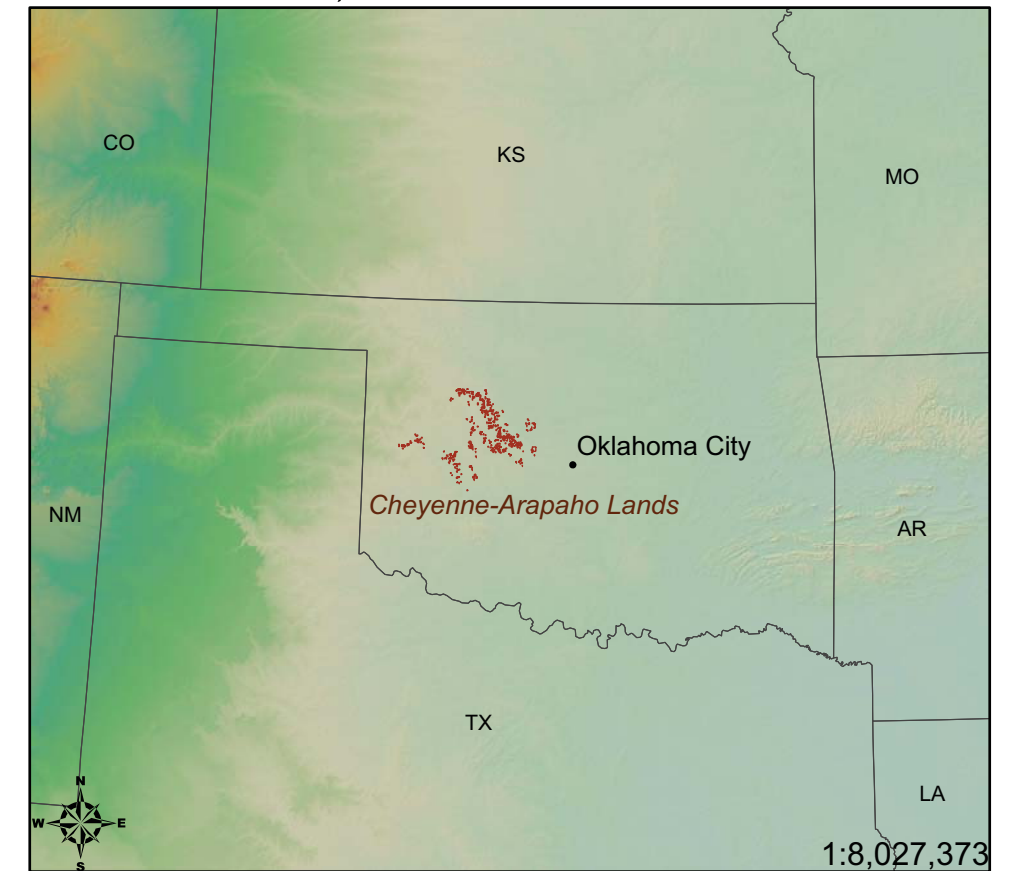 CO
KS
MO
Oklahoma City
Cheyenne-Arapaho Lands
NM
AR
TX
N
W
E
S
LA
1:8,027,373